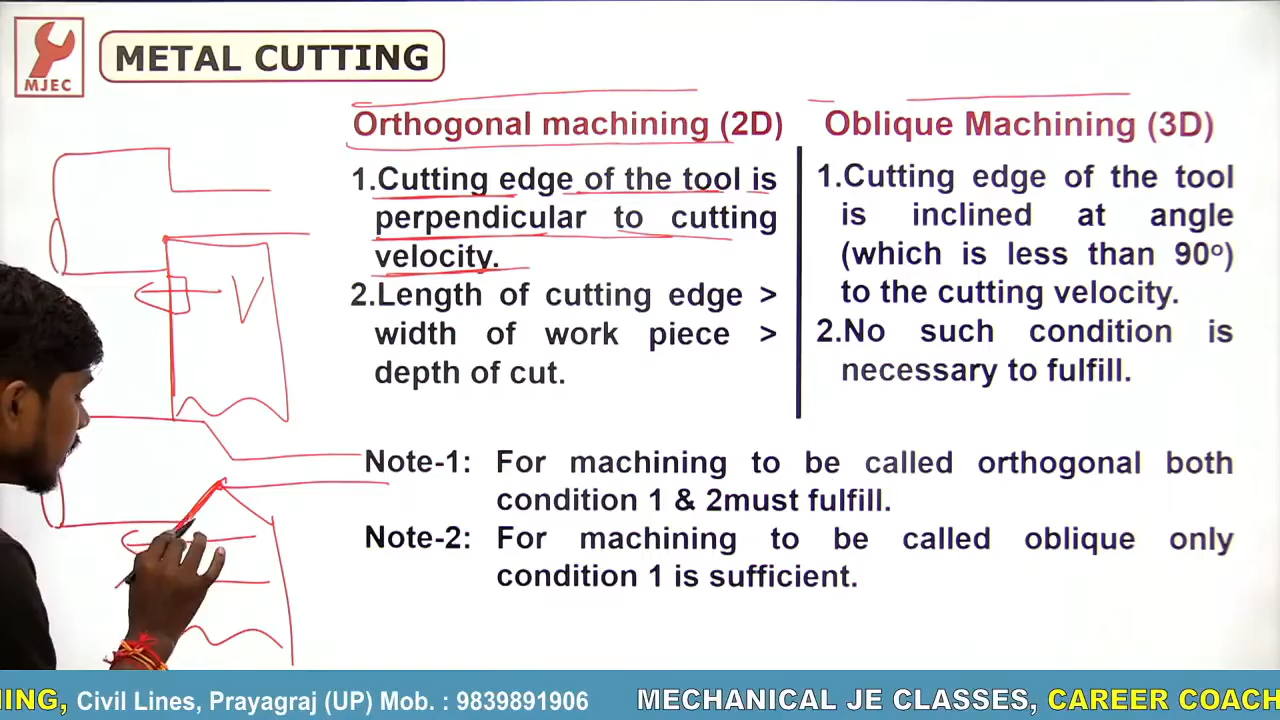 MJEC
METAL CUTTING
Orthogonal machining (2D)
1.Cutting edge of the tool is
perpendicular to cutting
velocity.
2.Length of cutting edge >
width of work piece >
depth of cut.
Oblique Machining (3D)
1.Cutting edge of the tool
is inclined at angle
(which is less than 90º)
to the cutting velocity.
2.No such condition is
necessary to fulfill.
V
Note-1: For machining to be called orthogonal both
condition 1 & 2must fulfill.
Note-2: For machining to be called oblique only
condition 1 is sufficient.
NING, Civil Lines, Prayagraj (UP) Mob. : 9839891906 MECHANICAL JE CLASSES, CAREER COACH